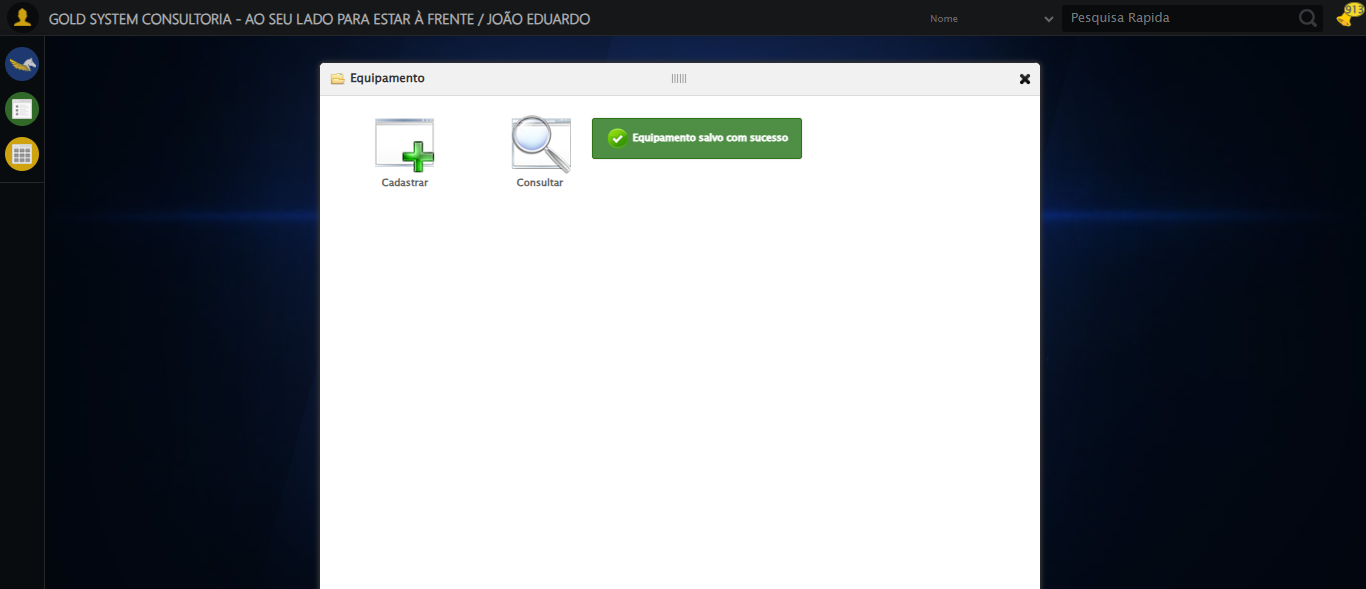 GOLD SYSTEM CONSULTORIA - AO SEU LADO PARA ESTAR À FRENTE / JOÃO EDUARDO
Nome
Pesquisa Rapida
913
Equipamento
Equipamento salvo com sucesso
Cadastrar
Consultar